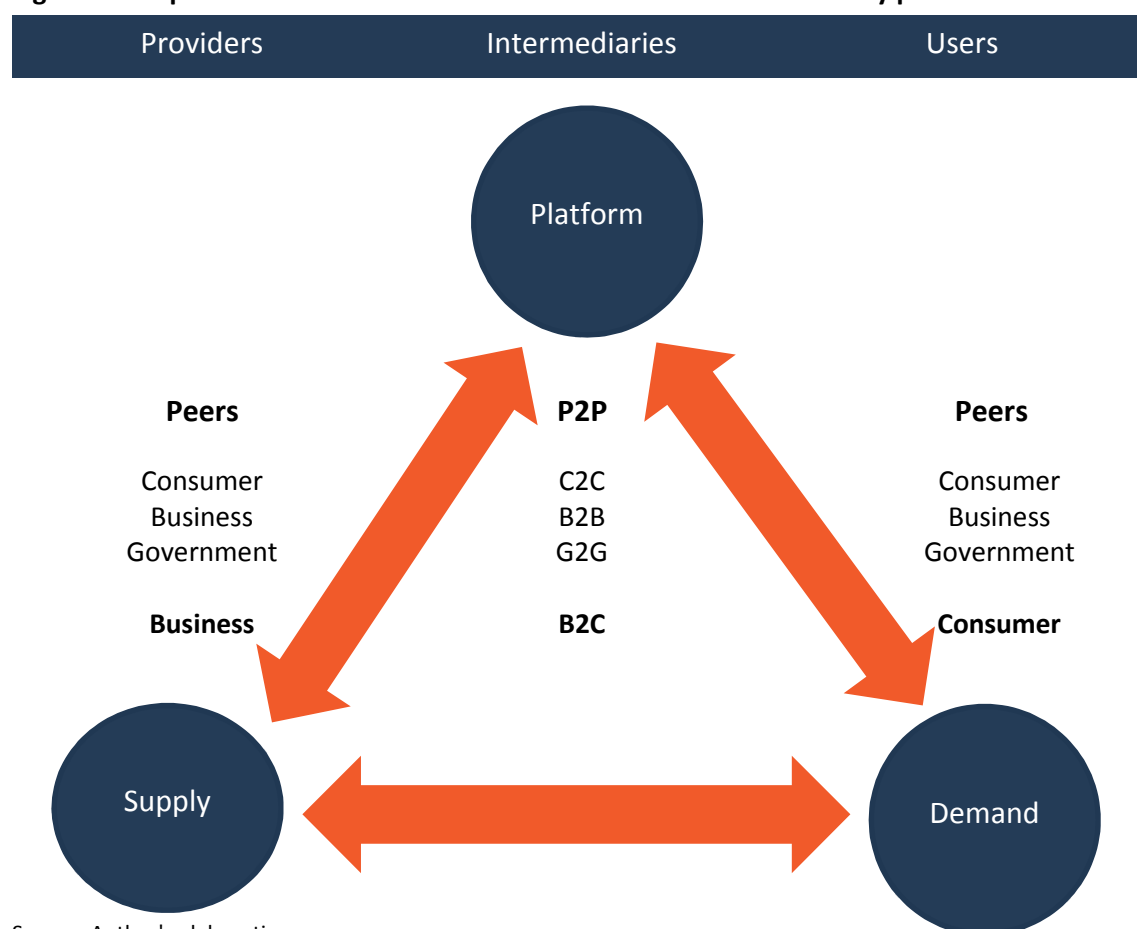 Providers Intermediaries Users
Platform
Peers P2P Peers
Consumer C2C Consumer
Business B2B Business
Government G2G Government
Business B2C Consumer
Supply
Demand